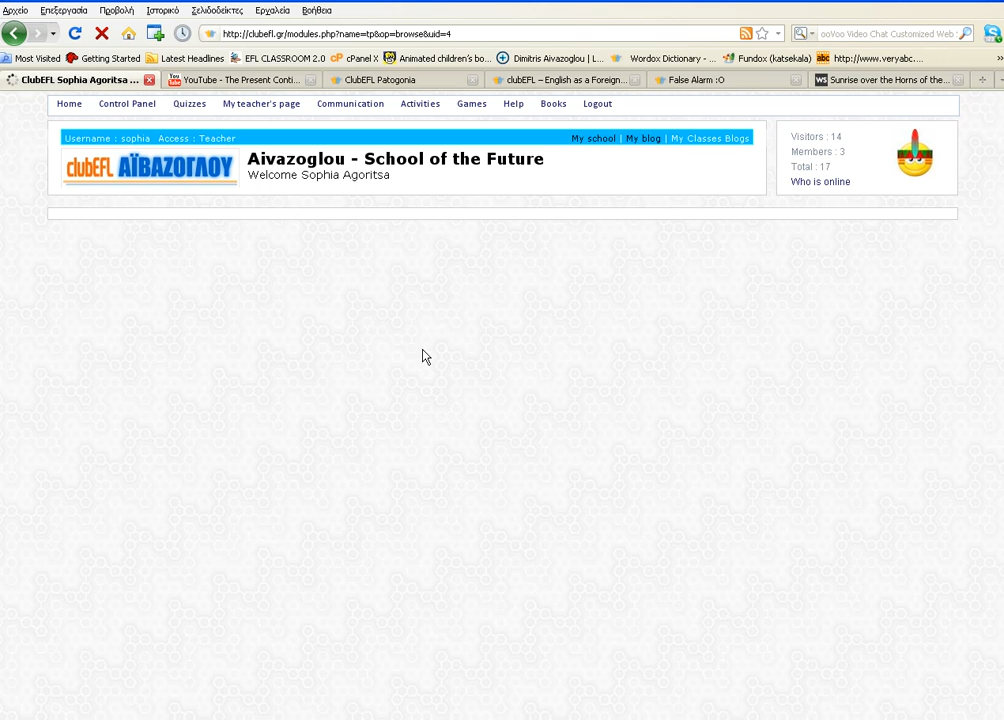 Αρχείο Επεξεργασία Προβολή Ιστορικό Σελιδοδείκτες Εργαλεία Βοήθεια
http://clubefl.gr/modules.php?name=tp&op=browse&uid=4 ooVoo Video Chat Customized Web
Most Visited Getting Started Latest Headlines EFL CLASSROOM 2.0 cPanel X Animated children's bo... Dimitris Aivazoglou | L... Wordox Dictionary - ... Fundox (katsekala) http://www.veryabc....
ClubEFL Sophia Agoritsa ... YouTube - The Present Conti... ClubEFL Patagonia clubEFL – English as a Foreign... False Alarm :O Sunrise over the Horns of the...
Home Control Panel Quizzes My teacher's page Communication Activities Games Help Books Logout
Username : sophia Access : Teacher My school | My blog | My Classes Blogs
clubEFL ΑΪΒΑΖΟΓΛΟΥ
Aivazoglou - School of the Future
Welcome Sophia Agoritsa
Visitors : 14
Members : 3
Total : 17
Who is online